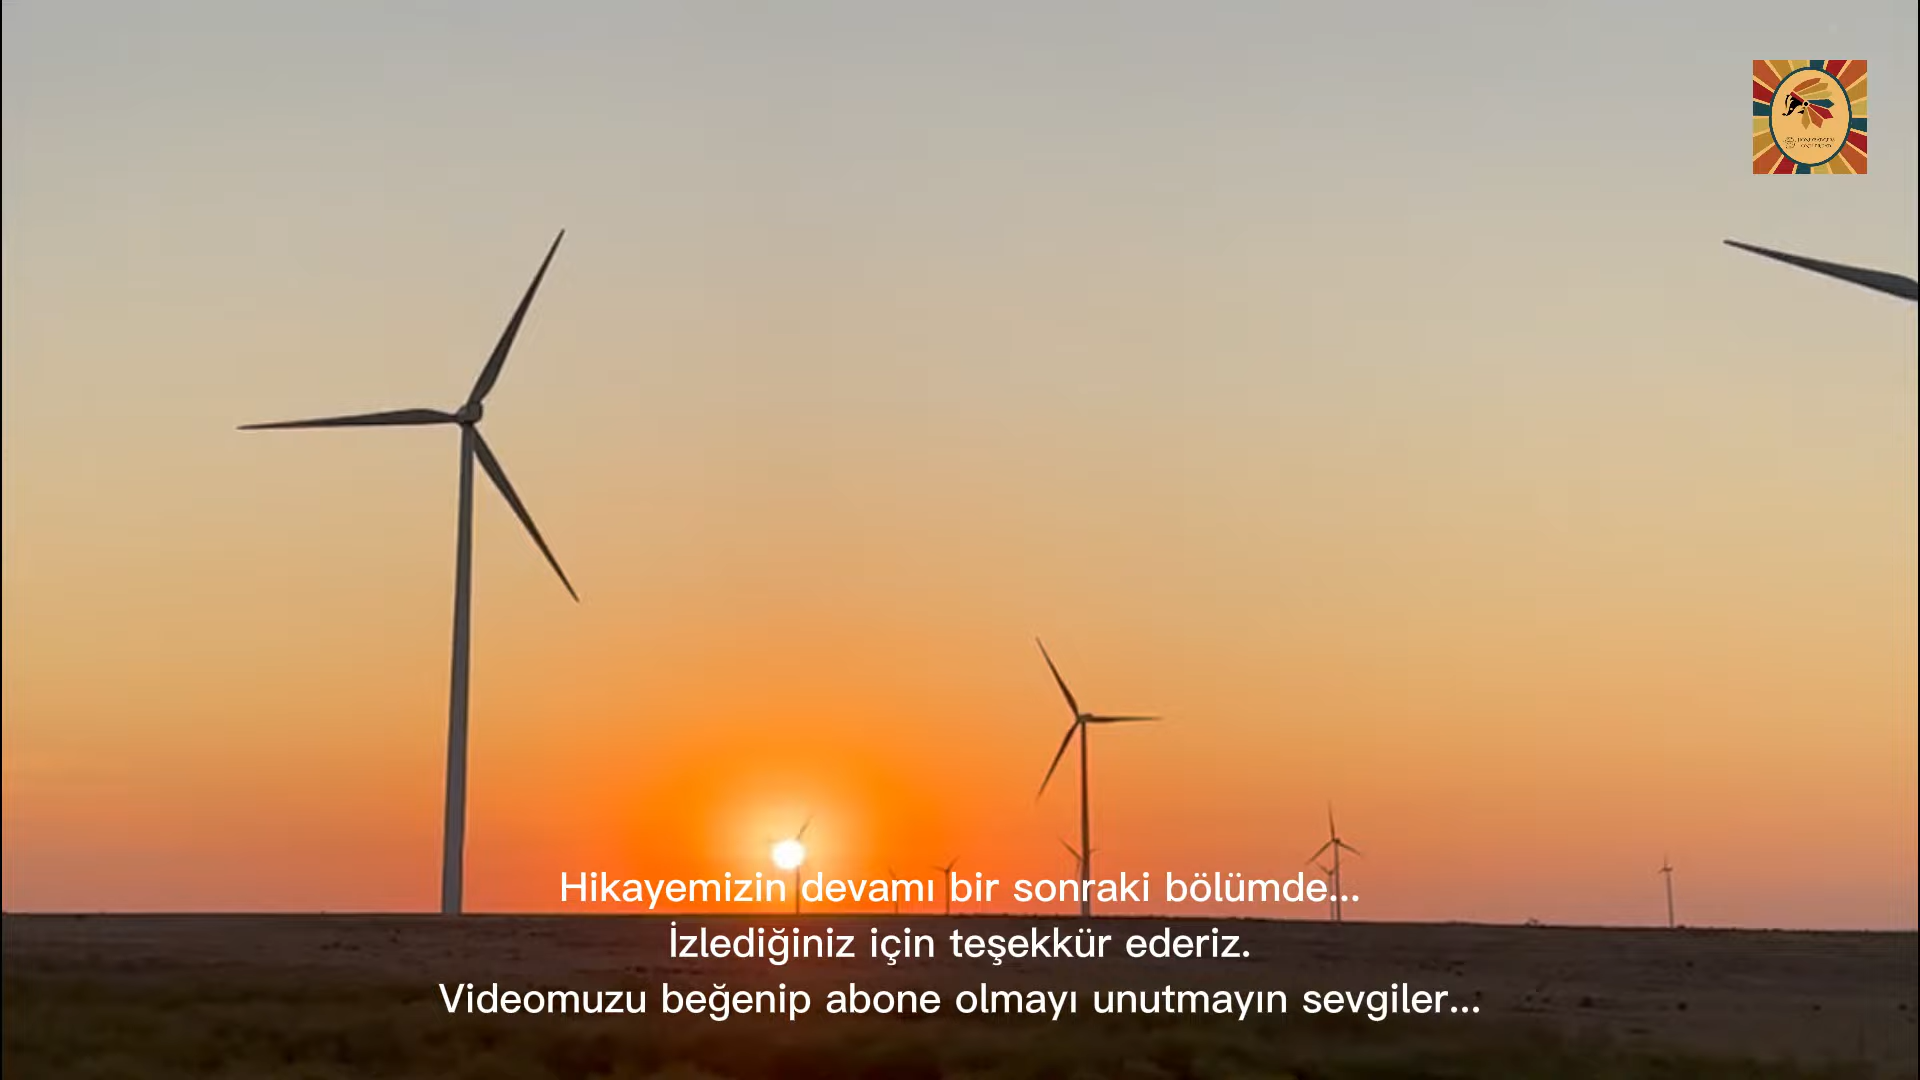 Hikayemizin devamı bir sonraki bölümde...
İzlediğiniz için teşekkür ederiz.
Videomuzu beğenip abone olmayı unutmayın sevgiler...